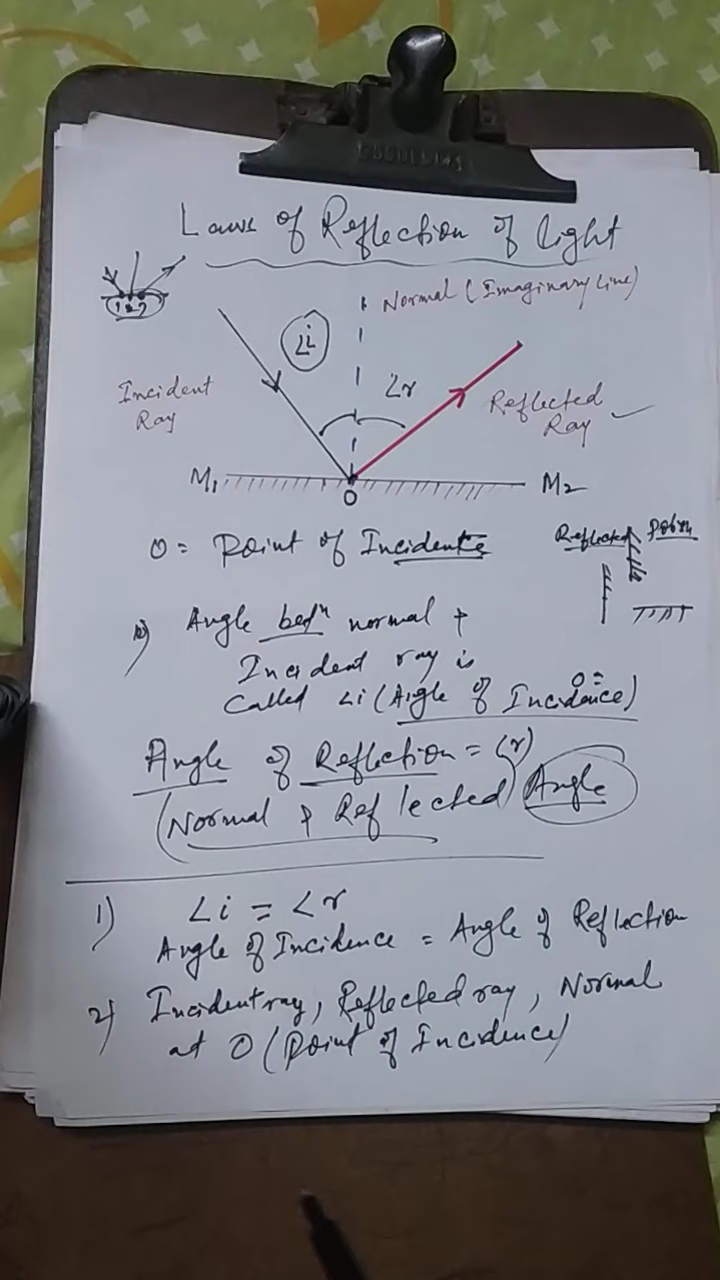 Laws of Reflection of light
Normal (Imaginary Line)
∠i
∠r
Incident
Ray
Reflected
Ray
M1
M2
O
O = Point of Incidente
Reflected
Angle betn normal +
Incident ray is
Called ∠i (Angle of Incidence)
O =
Angle of Reflection = (r)
(Normal & Reflected) Angle
1) ∠i = ∠r
Angle of Incidence = Angle of Reflection
2) Incident ray, Reflected ray, Normal
at O (Point of Incidence)